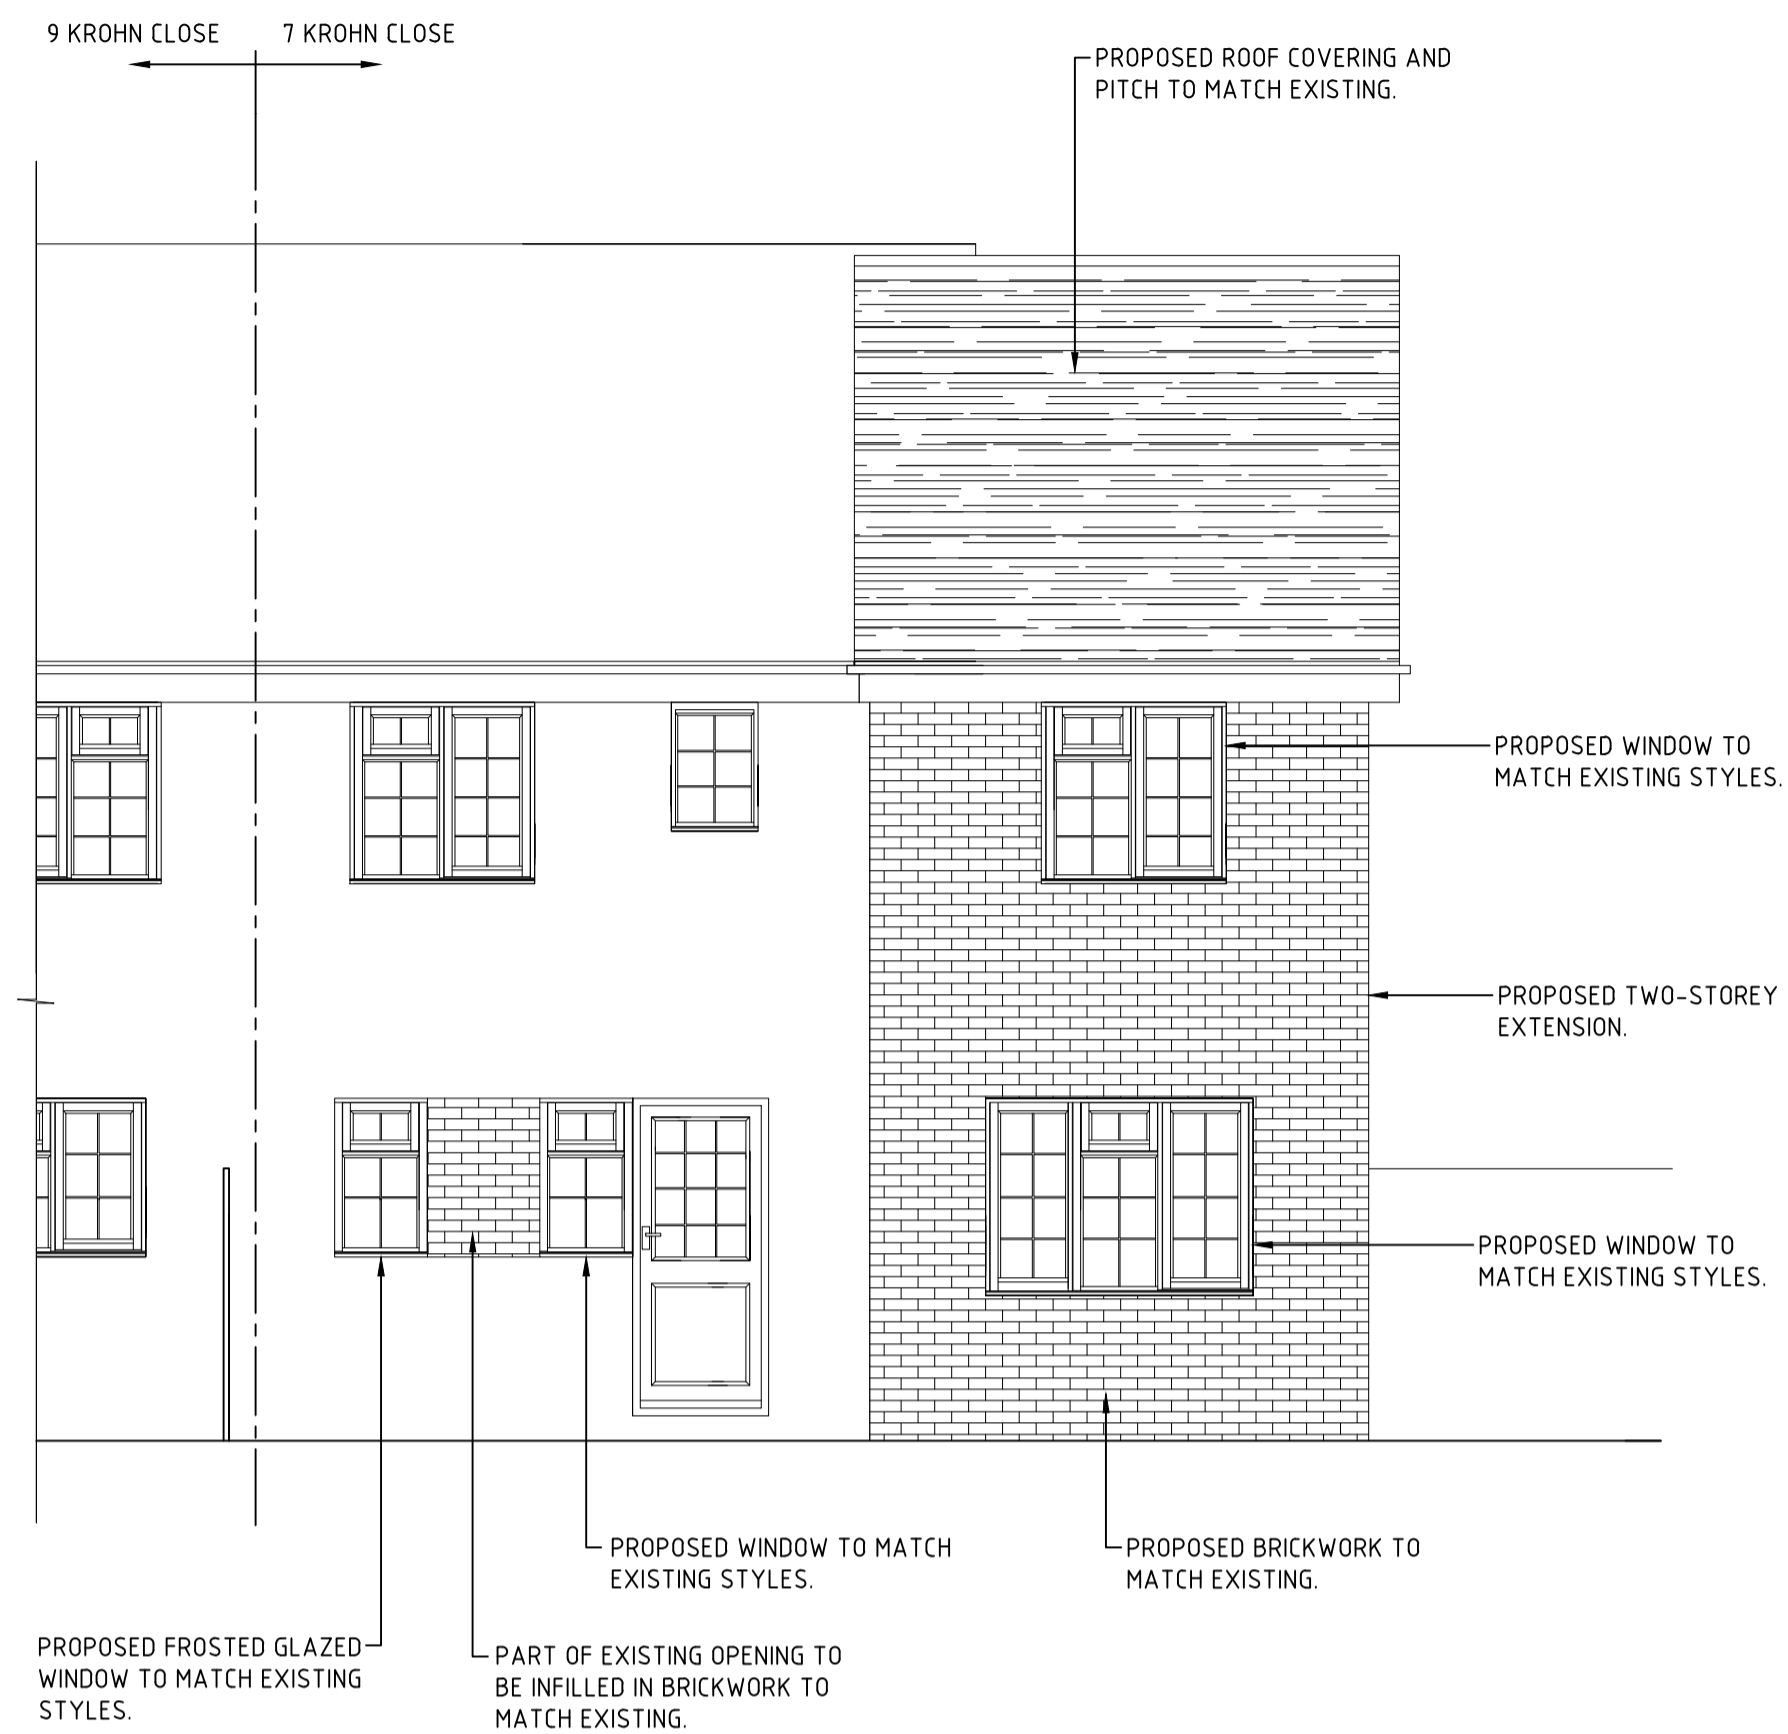 9 KROHN CLOSE
7 KROHN CLOSE
PROPOSED ROOF COVERING AND
PITCH TO MATCH EXISTING.
PROPOSED WINDOW TO
MATCH EXISTING STYLES.
PROPOSED TWO-STOREY
EXTENSION.
PROPOSED WINDOW TO
MATCH EXISTING STYLES.
PROPOSED WINDOW TO MATCH
EXISTING STYLES.
PROPOSED BRICKWORK TO
MATCH EXISTING.
PROPOSED FROSTED GLAZED
WINDOW TO MATCH EXISTING
STYLES.
PART OF EXISTING OPENING TO
BE INFILLED IN BRICKWORK TO
MATCH EXISTING.